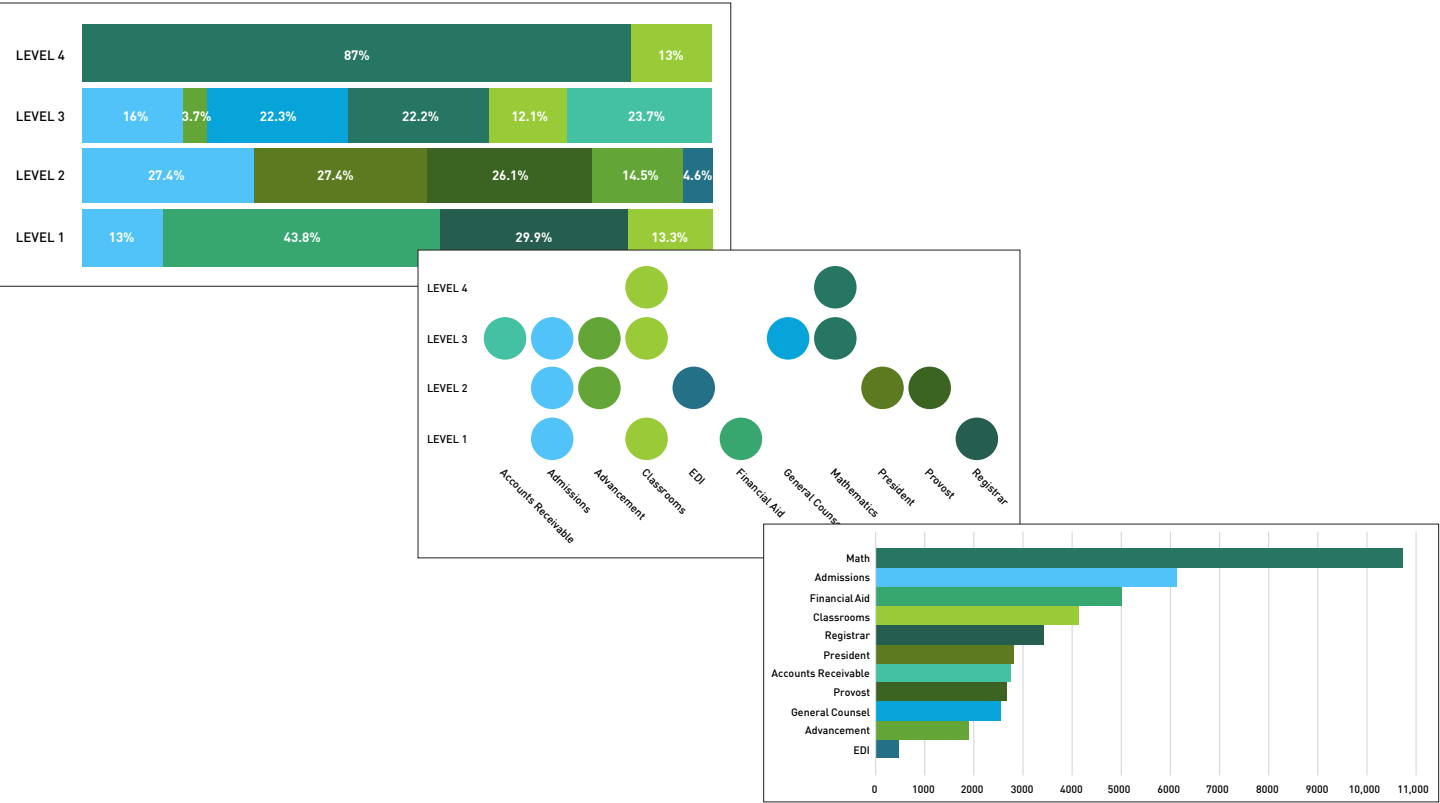 LEVEL 4 87% 13%
LEVEL 3 16% 3.7% 22.3% 22.2% 12.1% 23.7%
LEVEL 2 27.4% 27.4% 26.1% 14.5% 4.6%
LEVEL 1 13% 43.8% 29.9% 13.3%
LEVEL 4
LEVEL 3
LEVEL 2
LEVEL 1
Accounts Receivable
Admissions
Advancement
Classrooms
EDI
Financial Aid
General Counse
Mathematics
President
Provost
Registrar
Math
Admissions
Financial Aid
Classrooms
Registrar
President
Accounts Receivable
Provost
General Counsel
Advancement
EDI
0 1000 2000 3000 4000 5000 6000 7000 8000 9000 10,000 11,000